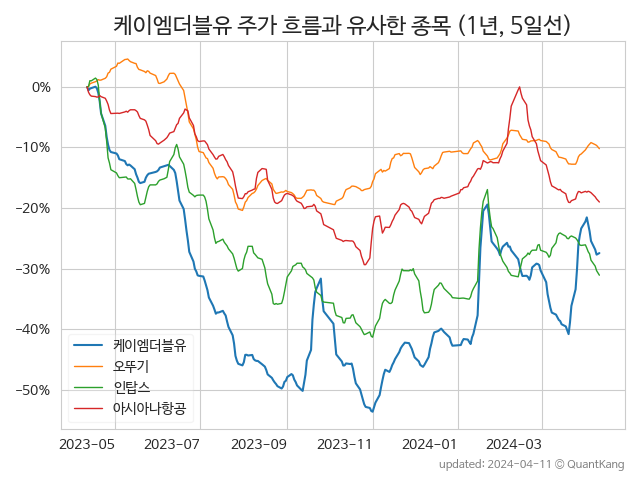 케이엠더블유 주가 흐름과 유사한 종목 (1년, 5일선)
0%
−10%
−20%
−30%
−40%
−50%
케이엠더블유
오뚜기
인탑스
아시아나항공
2023−05
2023−07
2023−09
2023−11
2024−01
2024−03
updated: 2024−04−11 © QuantKang